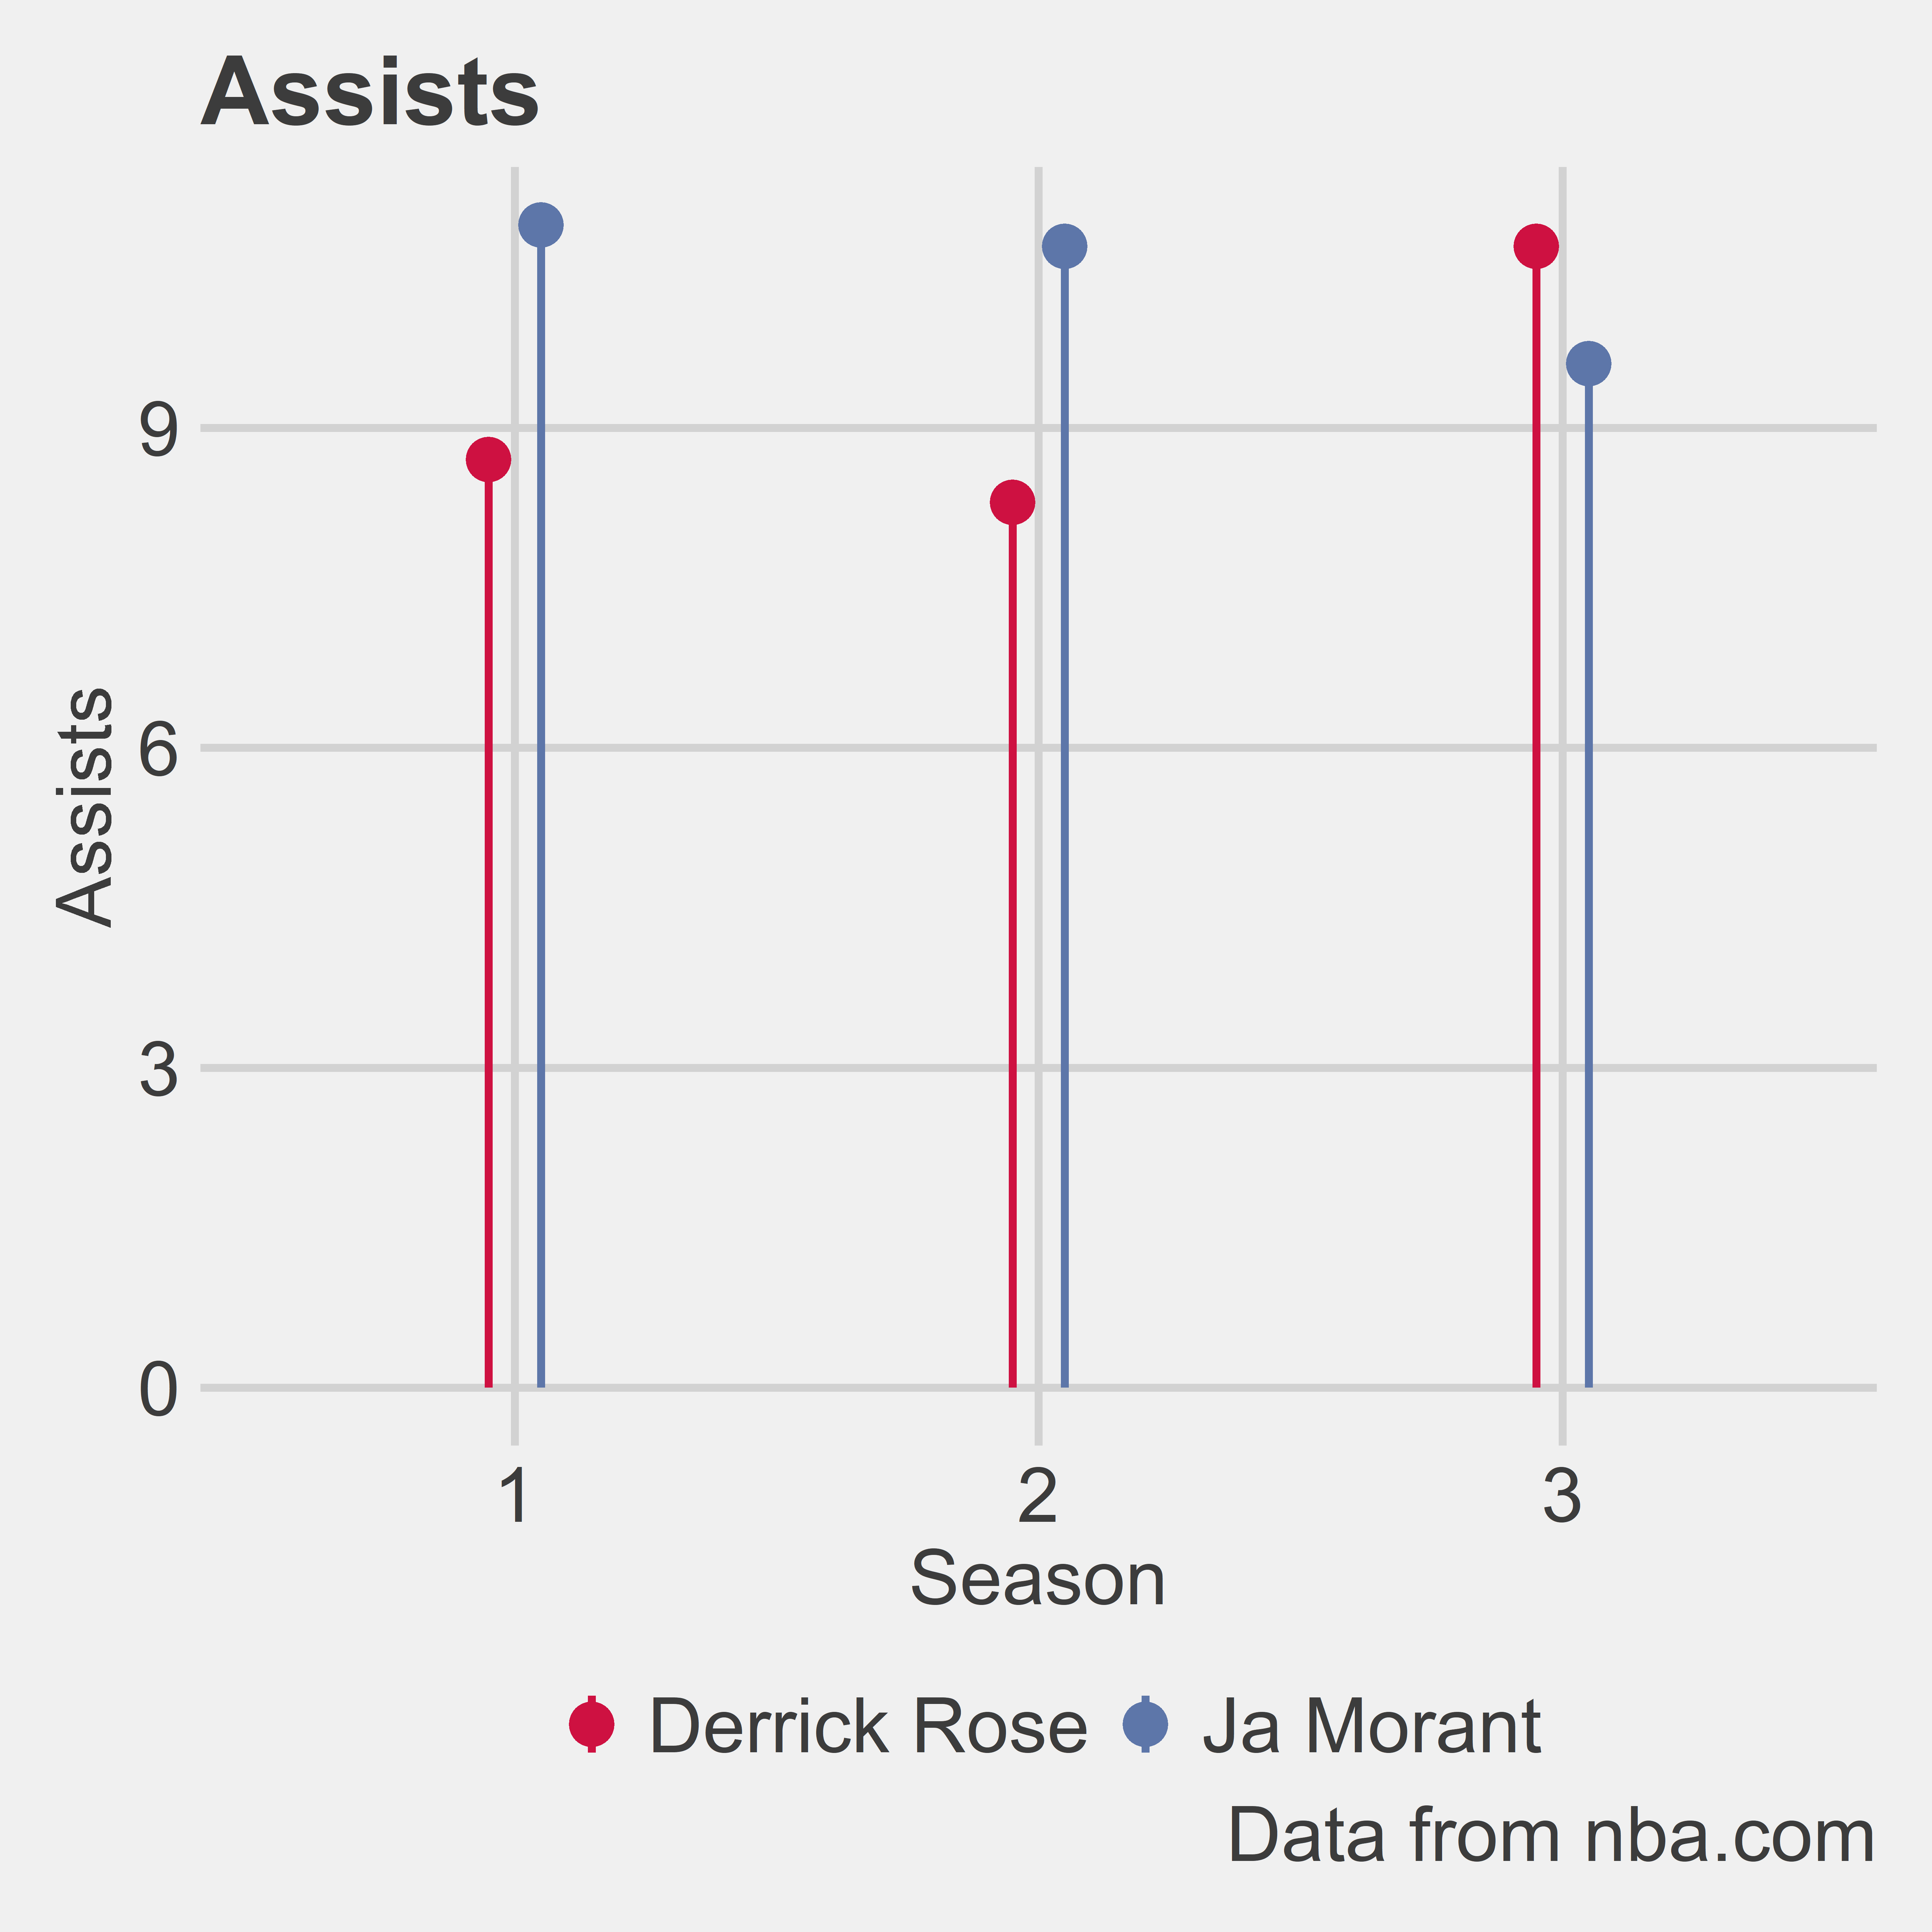 Assists
Assists
9
6
3
0
1 2 3
Season
Derrick Rose Ja Morant
Data from nba.com